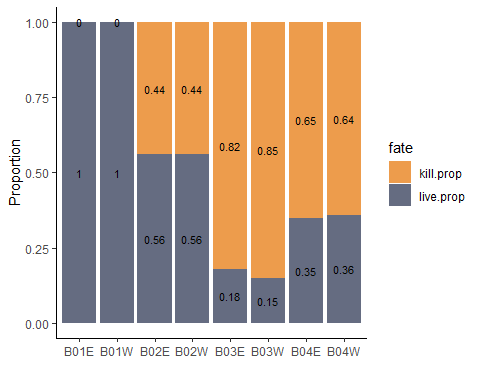 1.00
0.75
0.50
0.25
0.00
Proportion
0 0
0.44 0.44
0.82 0.85
0.65 0.64
1 1
0.56 0.56
0.18 0.15
0.35 0.36
B01E B01W B02E B02W B03E B03W B04E B04W
fate
kill.prop
live.prop